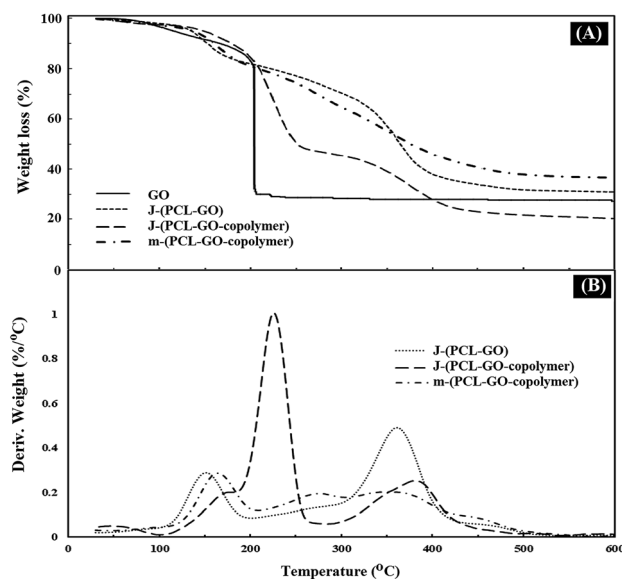 100
(A)
80
60
Weight loss (%)
40
GO
J-(PCL-GO)
J-(PCL-GO-copolymer)
m-(PCL-GO-copolymer)
20
(B)
1
J-(PCL-GO)
J-(PCL-GO-copolymer)
m-(PCL-GO-copolymer)
0.8
0.6
Deriv. Weight (%/°C)
0.4
0.2
0
0 100 200 300 400 500 600
Temperature (°C)